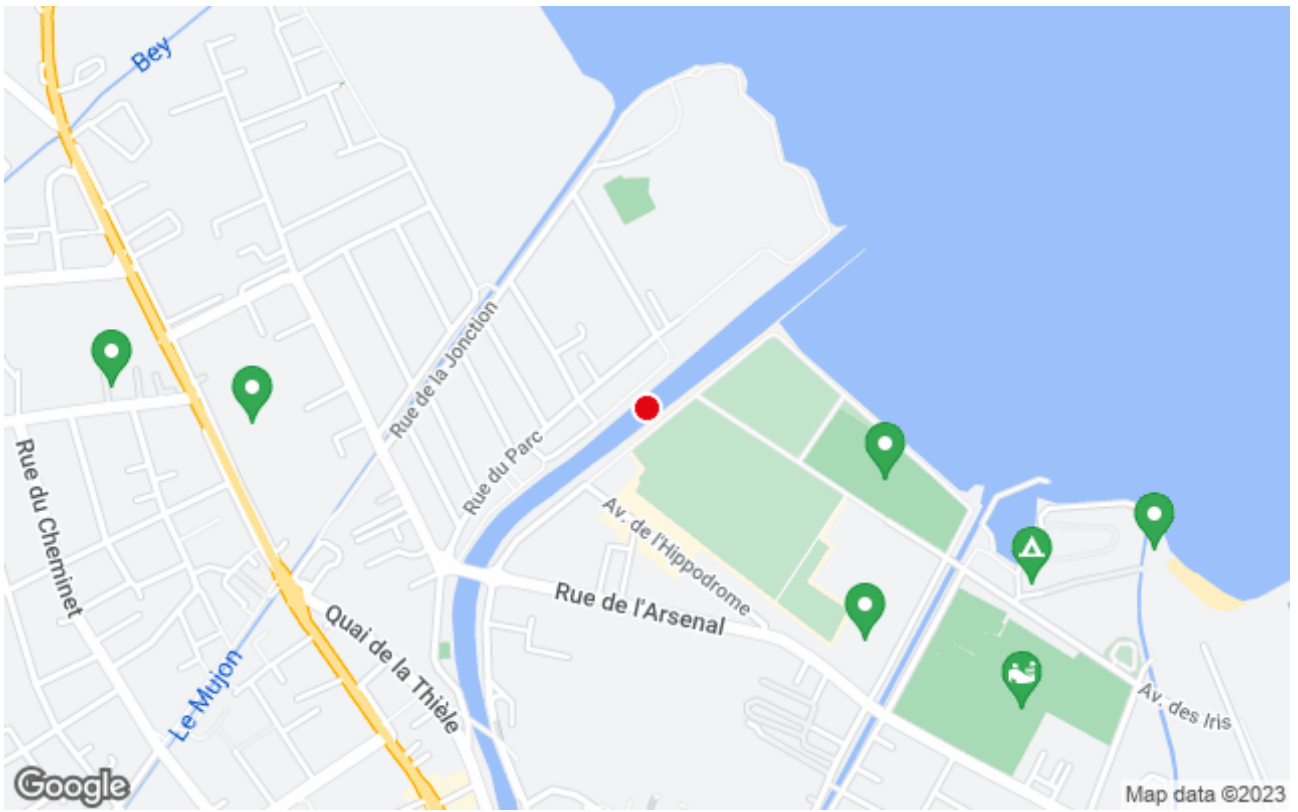 Bey
Rue de la Jonction
Rue du Parc
Rue du Cheminet
Av. de l'Hippodrome
Rue de l'Arsenal
Quai de la Thièle
Le Mujon
Av. des Iris
Google
Map data ©2023